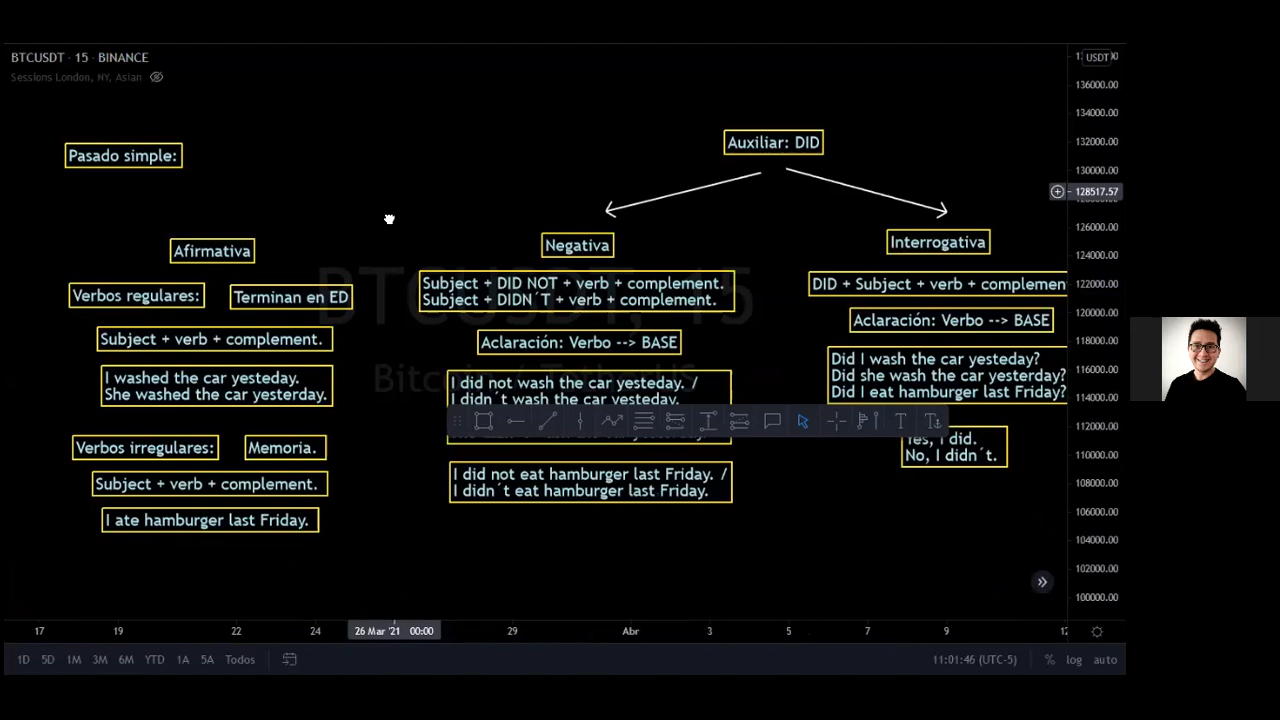 BTCUSDT · 15 · BINANCE
Sessions London, NY, Asian
USDT
136000.00
134000.00
132000.00
130000.00
128517.57
126000.00
124000.00
122000.00
120000.00
118000.00
116000.00
114000.00
112000.00
110000.00
108000.00
106000.00
104000.00
102000.00
100000.00
Pasado simple:
Afirmativa
Verbos regulares:
Terminan en ED
Subject + verb + complement.
I washed the car yesteday.
She washed the car yesterday.
Verbos irregulares:
Memoria.
Subject + verb + complement.
I ate hamburger last Friday.
Auxiliar: DID
Negativa
Subject + DID NOT + verb + complement.
Subject + DIDN´T + verb + complement.
Aclaración: Verbo --> BASE
I did not wash the car yesteday. /
I didn´t wash the car yesteday.
I did not eat hamburger last Friday. /
I didn´t eat hamburger last Friday.
Interrogativa
DID + Subject + verb + complemen
Aclaración: Verbo --> BASE
Did I wash the car yesteday?
Did she wash the car yesterday?
Did I eat hamburger last Friday?
Yes, I did.
No, I didn´t.
BTCUSDT, 15
Bitcoin / TetherUS
17
19
22
24
26 Mar '21 00:00
29
Abr
3
5
7
9
1D 5D 1M 3M 6M YTD 1A 5A Todos
11:01:46 (UTC-5)
% log auto